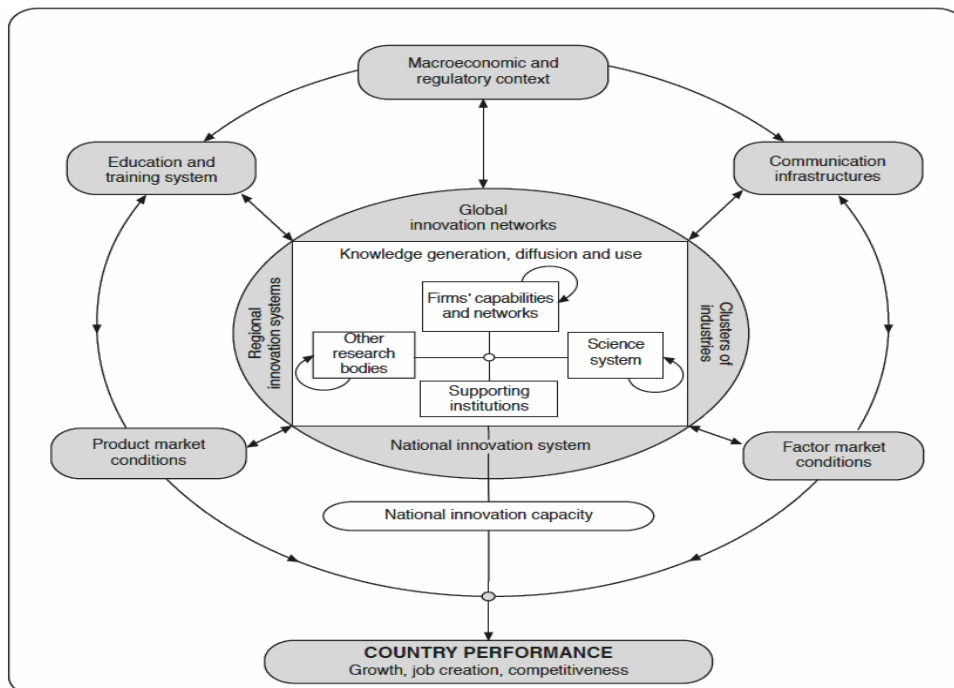 Macroeconomic and
regulatory context
Education and
training system
Communication
infrastructures
Global
innovation networks
Knowledge generation, diffusion and use
Regional
innovation systems
Clusters of
industries
Firms' capabilities
and networks
Other
research
bodies
Science
system
Supporting
institutions
Product market
conditions
National innovation system
Factor market
conditions
National innovation capacity
COUNTRY PERFORMANCE
Growth, job creation, competitiveness